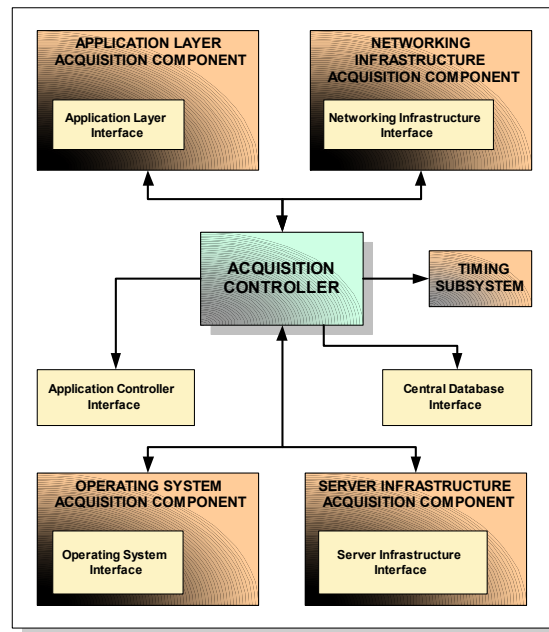 APPLICATION LAYER
ACQUISITION COMPONENT
Application Layer
Interface
NETWORKING
INFRASTRUCTURE
ACQUISITION COMPONENT
Networking Infrastructure
Interface
ACQUISITION
CONTROLLER
TIMING
SUBSYSTEM
Application Controller
Interface
Central Database
Interface
OPERATING SYSTEM
ACQUISITION COMPONENT
Operating System
Interface
SERVER INFRASTRUCTURE
ACQUISITION COMPONENT
Server Infrastructure
Interface